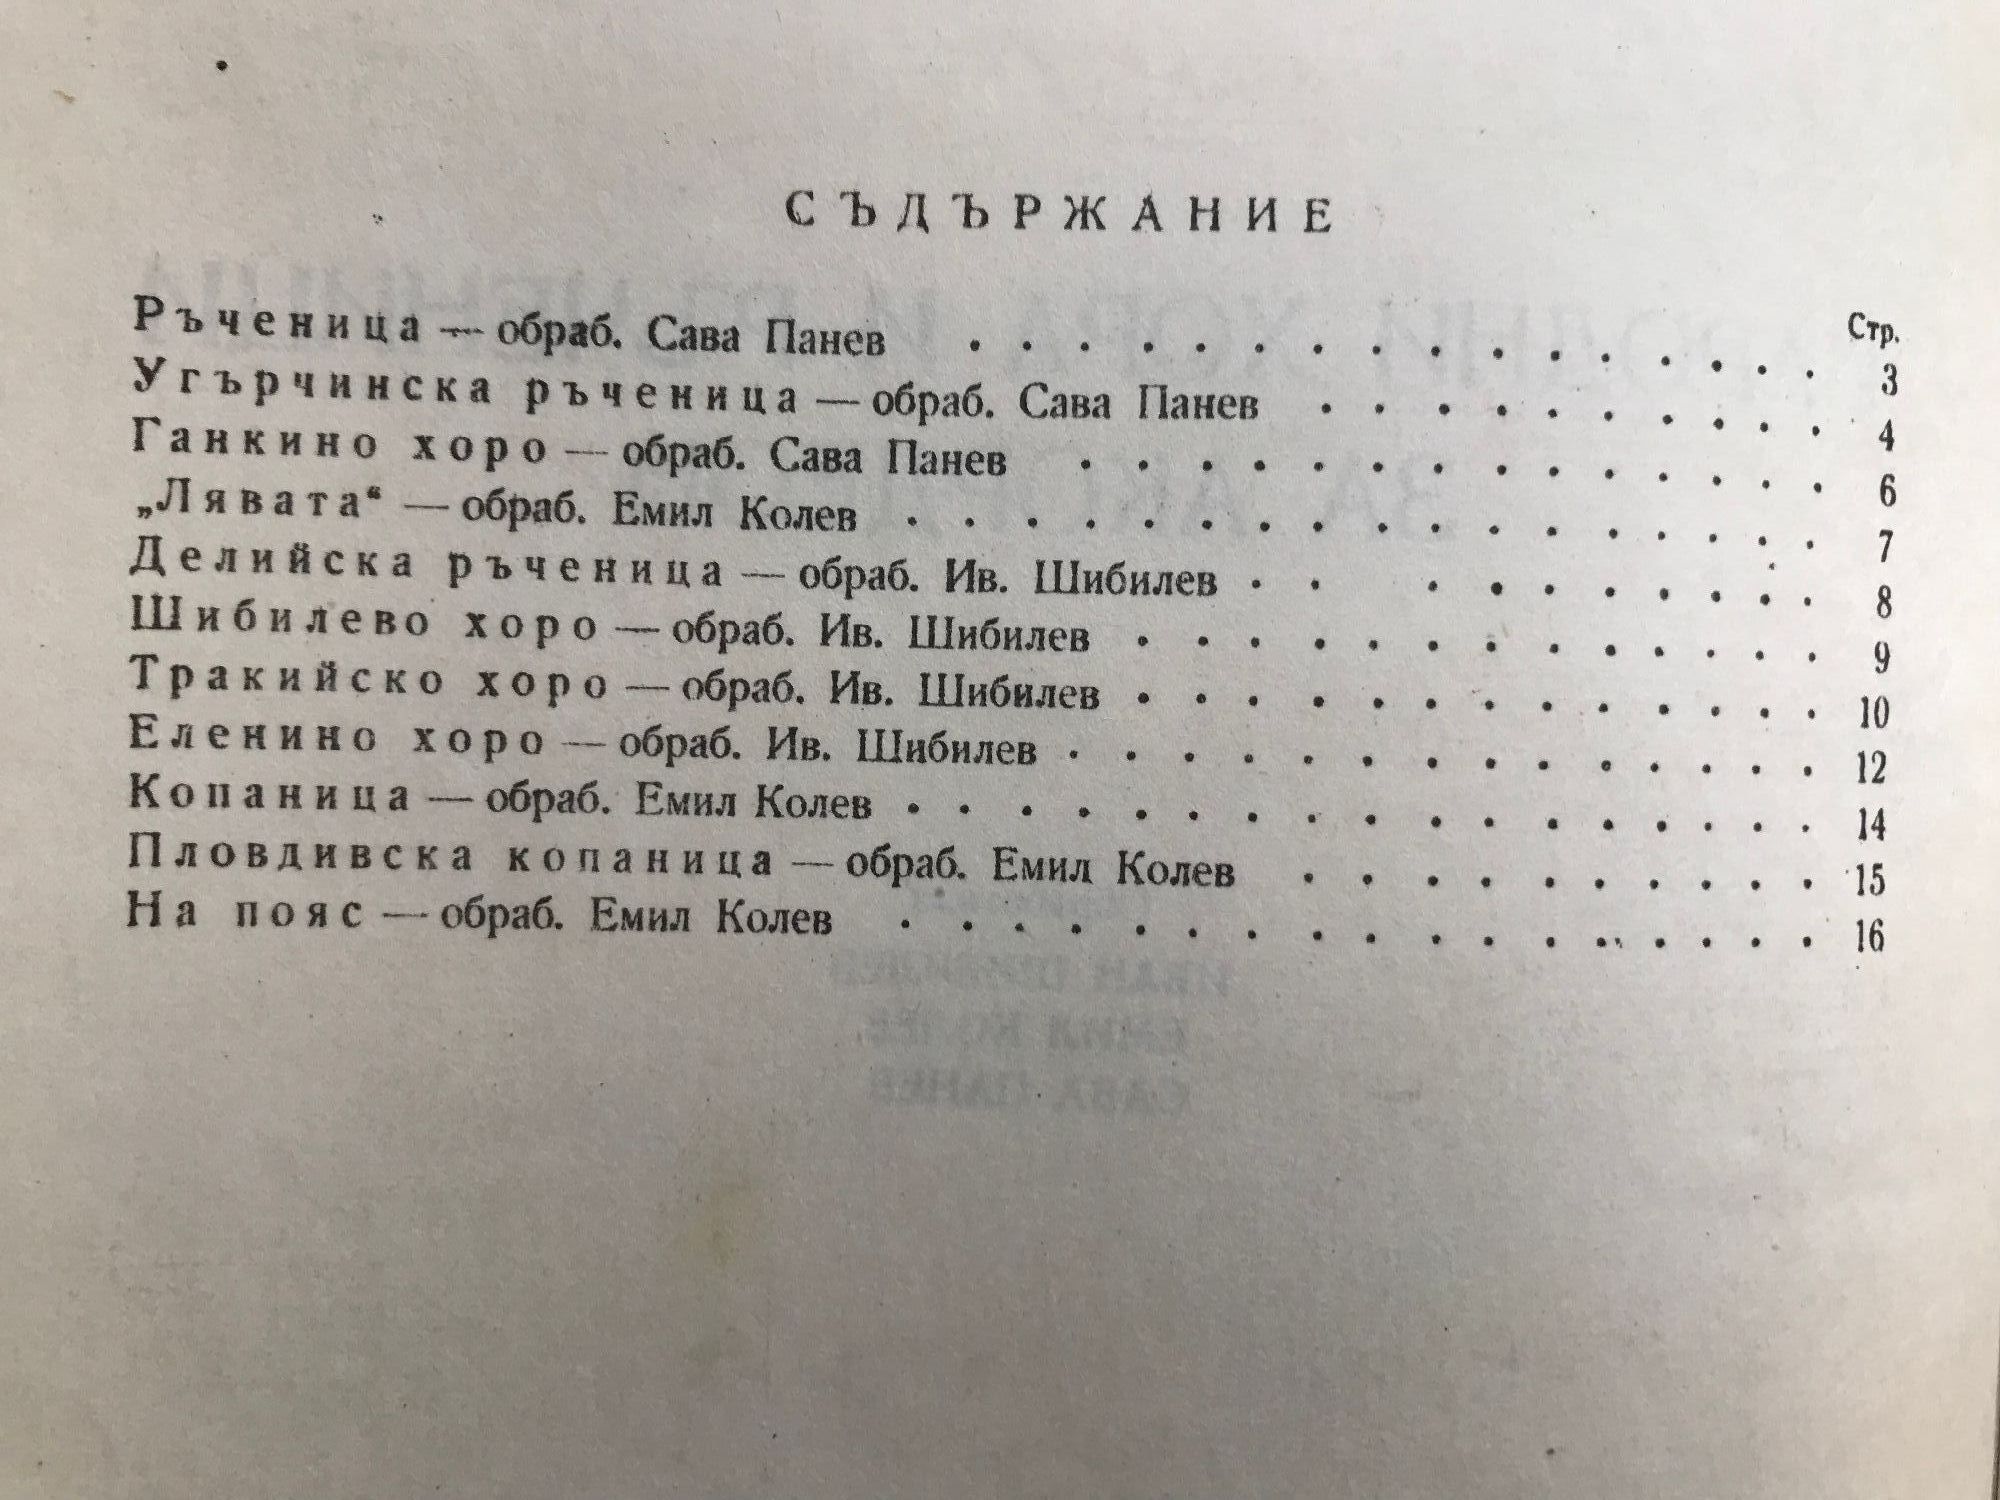 СЪДЪРЖАНИЕ
Стр.
Ръченица — обраб. Сава Панев . . . . . . . . . . . . . . . 3
Угърчинска ръченица — обраб. Сава Панев . . . . . . . . . 4
Ганкино хоро — обраб. Сава Панев . . . . . . . . . . . . . 6
„Лявата“ — обраб. Емил Колев . . . . . . . . . . . . . . . . 7
Делийска ръченица — обраб. Ив. Шибилев . . . . . . . . . . 8
Шибилево хоро — обраб. Ив. Шибилев . . . . . . . . . . . . 9
Тракийско хоро — обраб. Ив. Шибилев . . . . . . . . . . . . 10
Еленино хоро — обраб. Ив. Шибилев . . . . . . . . . . . . . 12
Копаница — обраб. Емил Колев . . . . . . . . . . . . . . . . 14
Пловдивска копаница — обраб. Емил Колев . . . . . . . . . 15
На пояс — обраб. Емил Колев . . . . . . . . . . . . . . . . 16